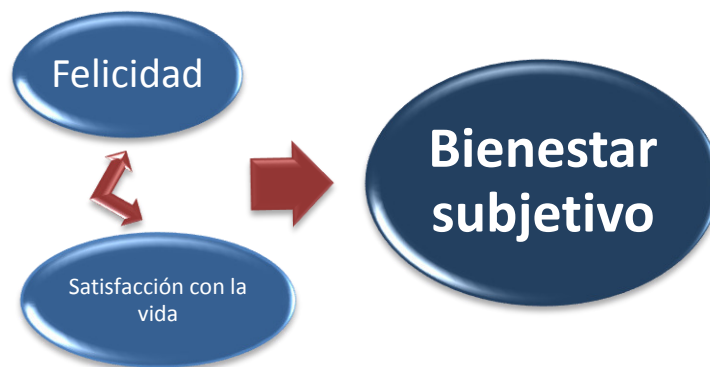 Felicidad
Bienestar
subjetivo
Satisfacción con la
vida